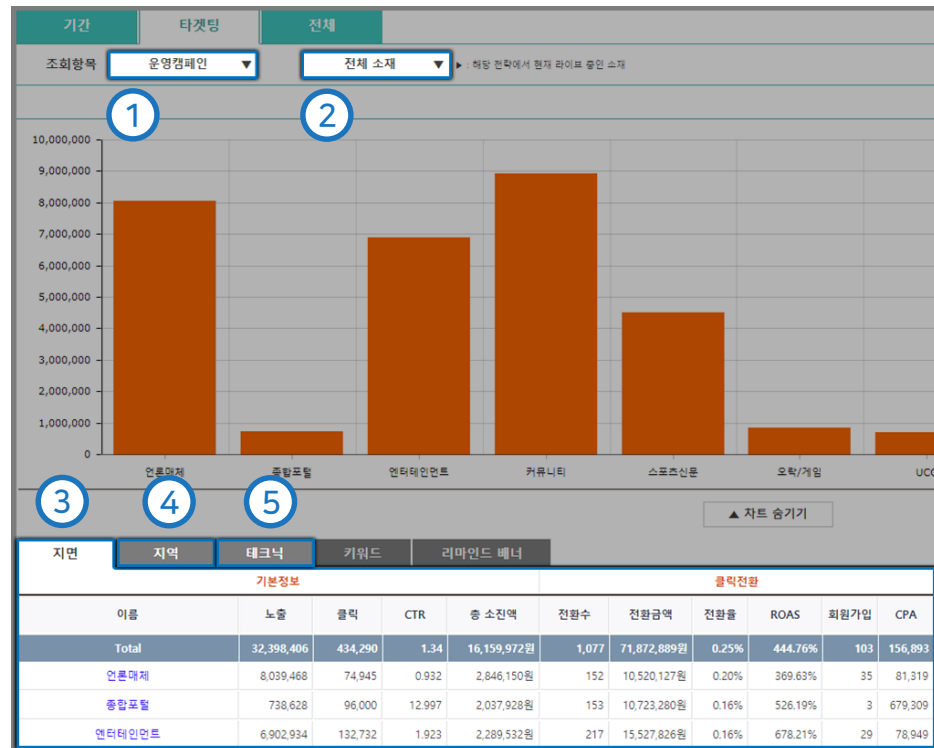 기간 타겟팅 전체
조회항목 운영캠페인 ▼ 전체 소재 ▼ ▶ : 해당 전략에서 현재 라이브 중인 소재
1 2
10,000,000
9,000,000
8,000,000
7,000,000
6,000,000
5,000,000
4,000,000
3,000,000
2,000,000
1,000,000
0
언론매체 종합포털 엔터테인먼트 커뮤니티 스포츠신문 오락/게임 UCC
3 4 5
▲ 차트 숨기기
지면 지역 테크닉 키워드 리마인드 배너
기본정보 클릭전환
이름 노출 클릭 CTR 총 소진액 전환수 전환금액 전환율 ROAS 회원가입 CPA
Total 32,398,406 434,290 1.34 16,159,972원 1,077 71,872,889원 0.25% 444.76% 103 156,893
언론매체 8,039,468 74,945 0.932 2,846,150원 152 10,520,127원 0.20% 369.63% 35 81,319
종합포털 738,628 96,000 12.997 2,037,928원 153 10,723,280원 0.16% 526.19% 3 679,309
엔터테인먼트 6,902,934 132,732 1.923 2,289,532원 217 15,527,826원 0.16% 678.21% 29 78,949